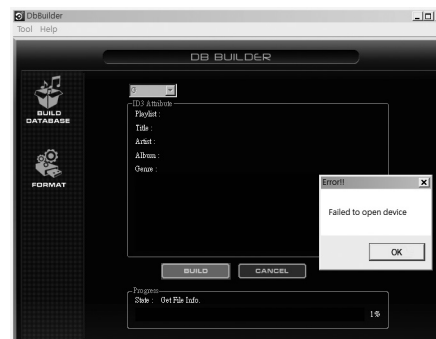 DbBuilder
Tool Help
DB BUILDER
BUILD
DATABASE
FORMAT
G
ID3 Attribute
Playlist :
Title :
Artist :
Album :
Genre :
Error!!
Failed to open device
OK
BUILD CANCEL
Progress
State : Get File Info.
1%